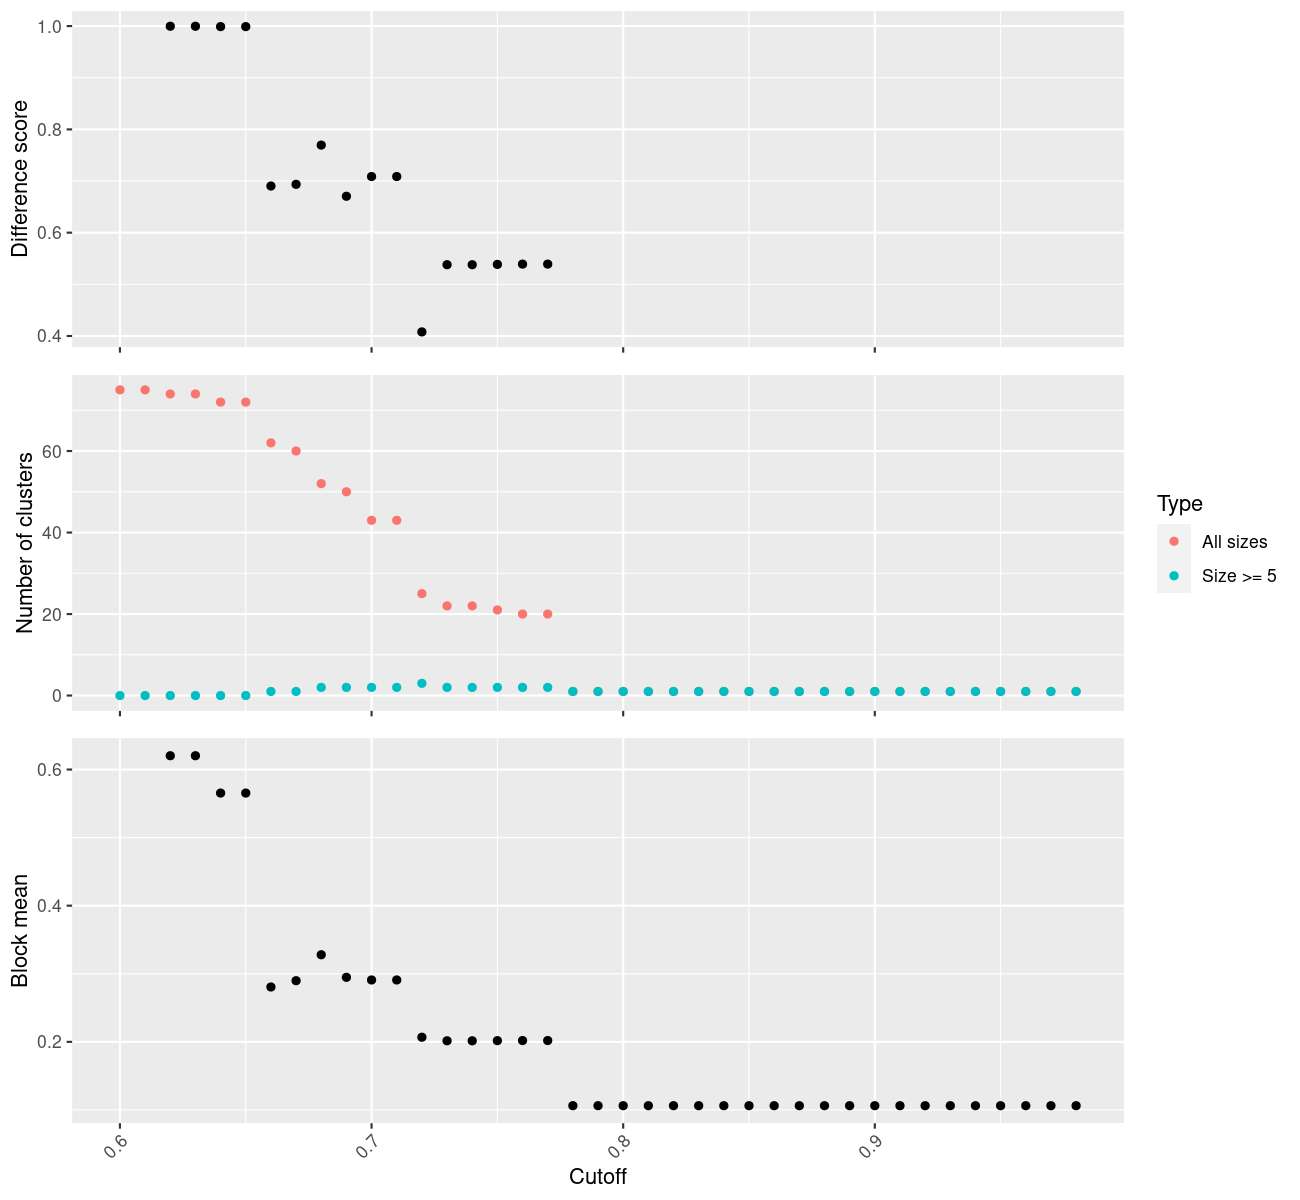 Difference score
1.0
0.8
0.6
0.4
Number of clusters
60
40
20
0
Type
All sizes
Size >= 5
Block mean
0.6
0.4
0.2
0.6
0.7
0.8
0.9
Cutoff